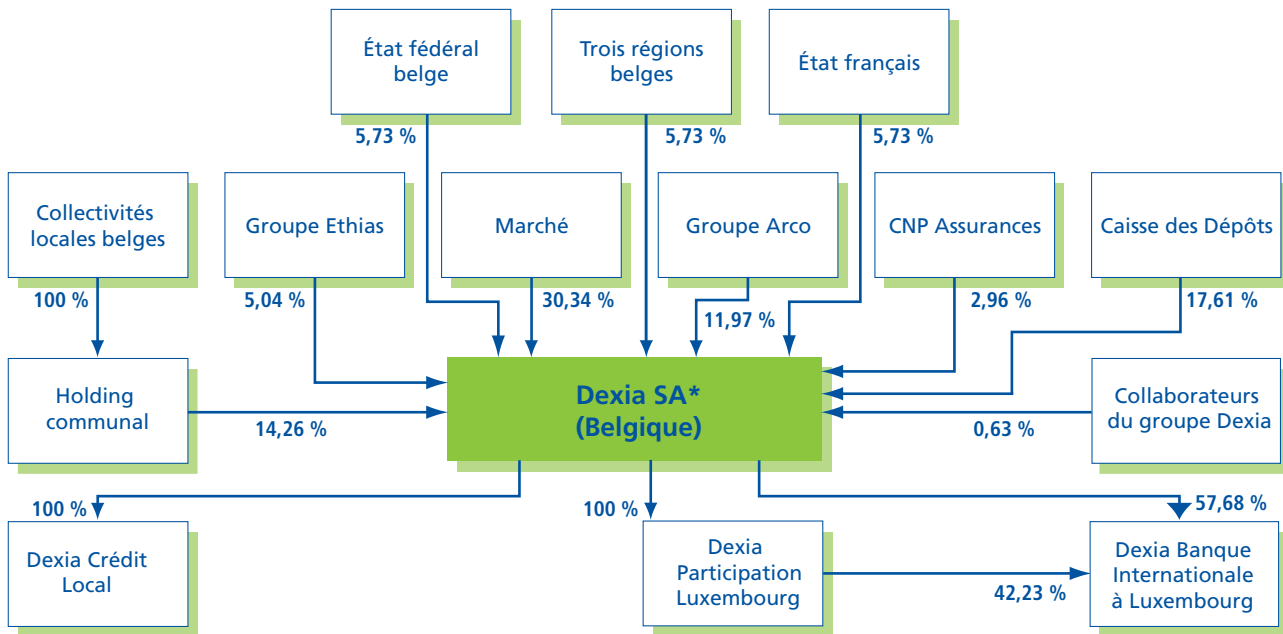 État fédéral
belge
Trois régions
belges
État français
5,73 %
5,73 %
5,73 %
Collectivités
locales belges
Groupe Ethias
Marché
Groupe Arco
CNP Assurances
Caisse des Dépôts
100 %
5,04 %
30,34 %
11,97 %
2,96 %
17,61 %
Holding
communal
14,26 %
Dexia SA*
(Belgique)
0,63 %
Collaborateurs
du groupe Dexia
100 %
100 %
57,68 %
Dexia Crédit
Local
Dexia
Participation
Luxembourg
42,23 %
Dexia Banque
Internationale
à Luxembourg